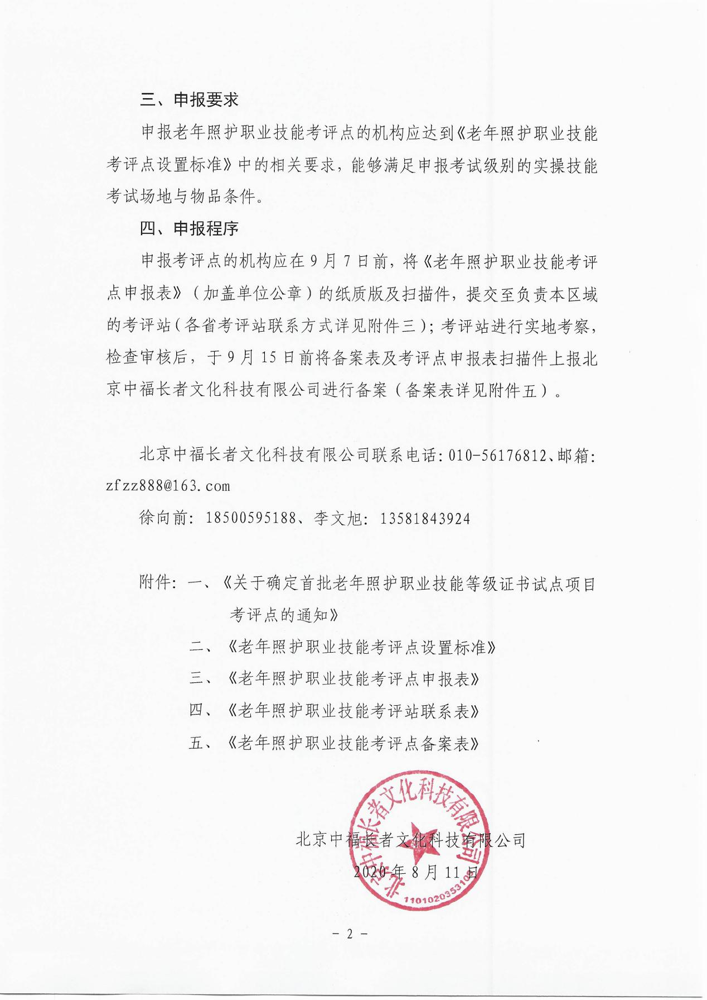 三、申报要求
申报老年照护职业技能考评点的机构应达到《老年照护职业技能
考评点设置标准》中的相关要求，能够满足申报考试级别的实操技能
考试场地与物品条件。
四、申报程序
申报考评点的机构应在9月7日前，将《老年照护职业技能考评
点申报表》（加盖单位公章）的纸质版及扫描件，提交至负责本区域
的考评站（各省考评站联系方式详见附件三）；考评站进行实地考察，
检查审核后，于9月15日前将备案表及考评点申报表扫描件上报北
京中福长者文化科技有限公司进行备案（备案表详见附件五）。
北京中福长者文化科技有限公司联系电话：010-56176812、邮箱：
zfzz888@163.com
徐向前：18500595188、李文旭：13581843924
附件：一、《关于确定首批老年照护职业技能等级证书试点项目
考评点的通知》
二、《老年照护职业技能考评点设置标准》
三、《老年照护职业技能考评点申报表》
四、《老年照护职业技能考评站联系表》
五、《老年照护职业技能考评点备案表》
北京中福长者文化科技有限公司
北京中福长者文化科技有限公司
2020年8月11日
1101020353109
- 2 -